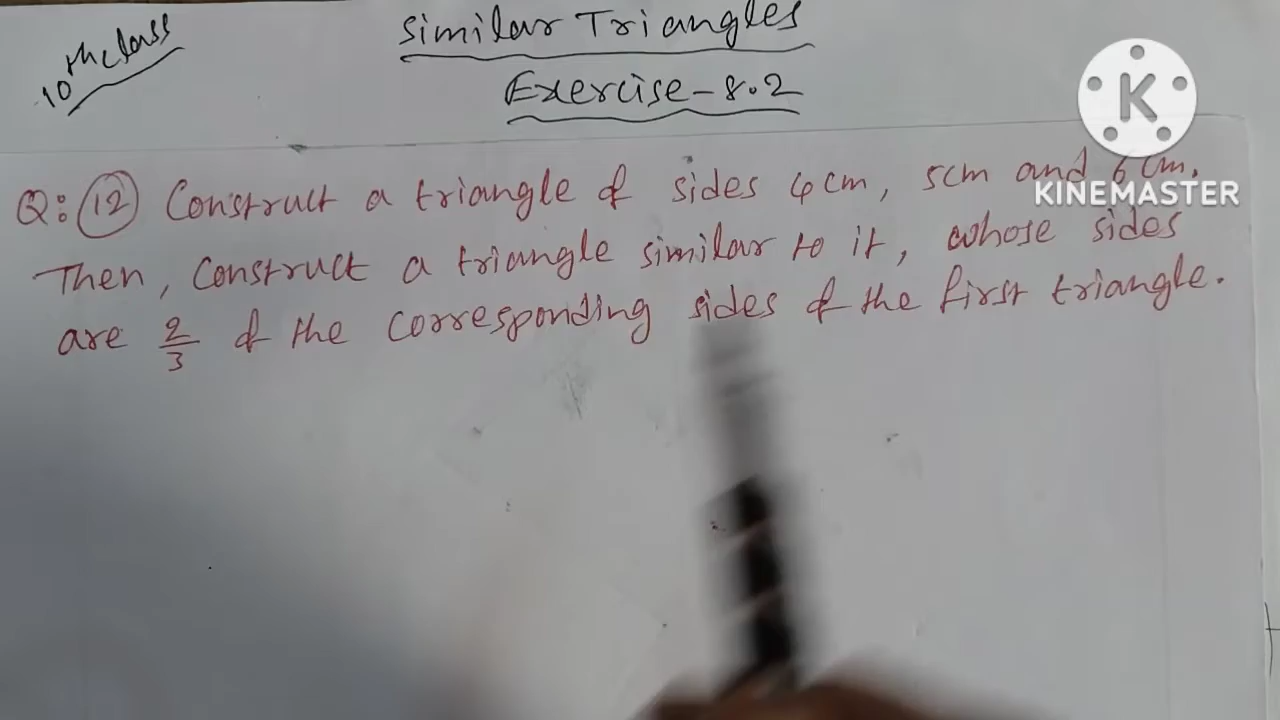 10th class
Similar Triangles
Exercise-8.2
K
Q: 12 Construct a triangle of sides 4cm, 5cm and 6cm.
KINEMASTER
Then, construct a triangle similar to it, whose sides
are 2/3 of the corresponding sides of the first triangle.